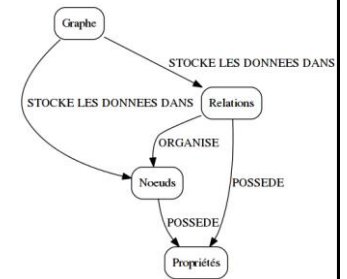 Graphe
STOCKE LES DONNEES DANS
STOCKE LES DONNEES DANS
Relations
ORGANISE
Noeuds
POSSEDE
POSSEDE
Propriétés